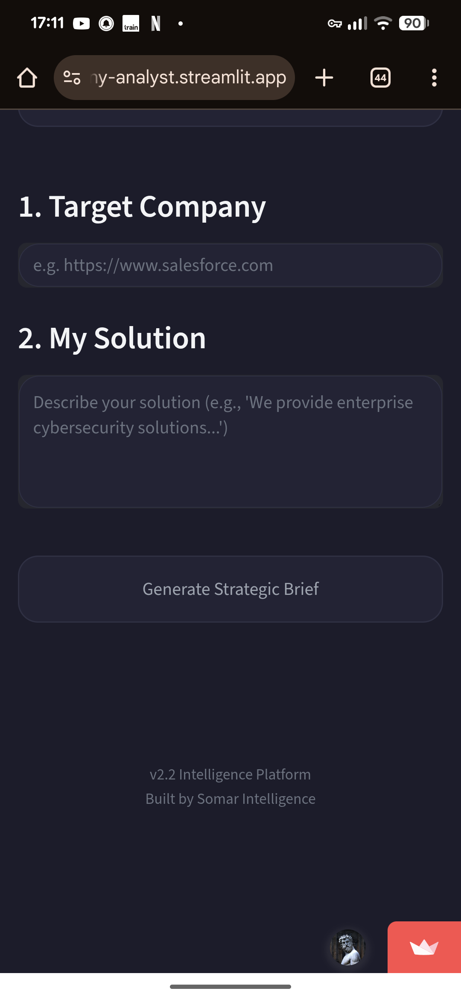 17:11
train
N
90
y-analyst.streamlit.app
44
1. Target Company
e.g. https://www.salesforce.com
2. My Solution
Describe your solution (e.g., 'We provide enterprise
cybersecurity solutions...')
Generate Strategic Brief
v2.2 Intelligence Platform
Built by Somar Intelligence